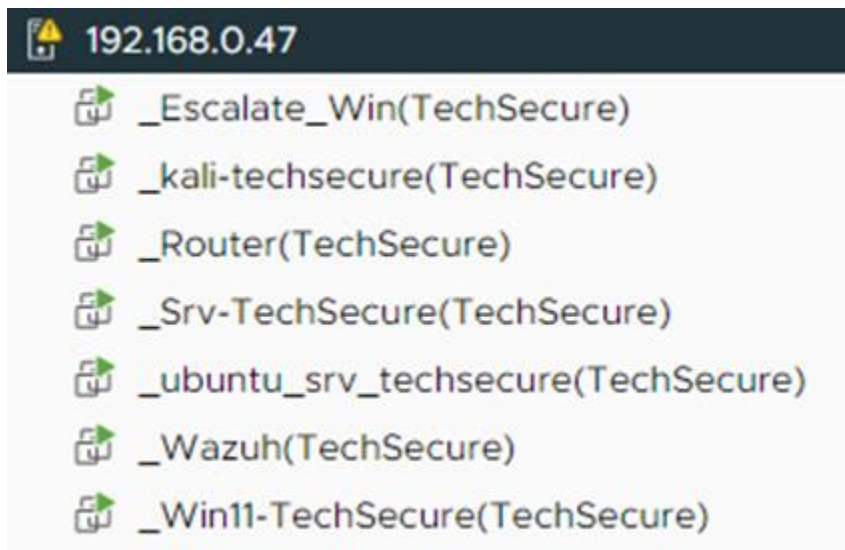 192.168.0.47
_Escalate_Win(TechSecure)
_kali-techsecure(TechSecure)
_Router(TechSecure)
_Srv-TechSecure(TechSecure)
_ubuntu_srv_techsecure(TechSecure)
_Wazuh(TechSecure)
_Win11-TechSecure(TechSecure)